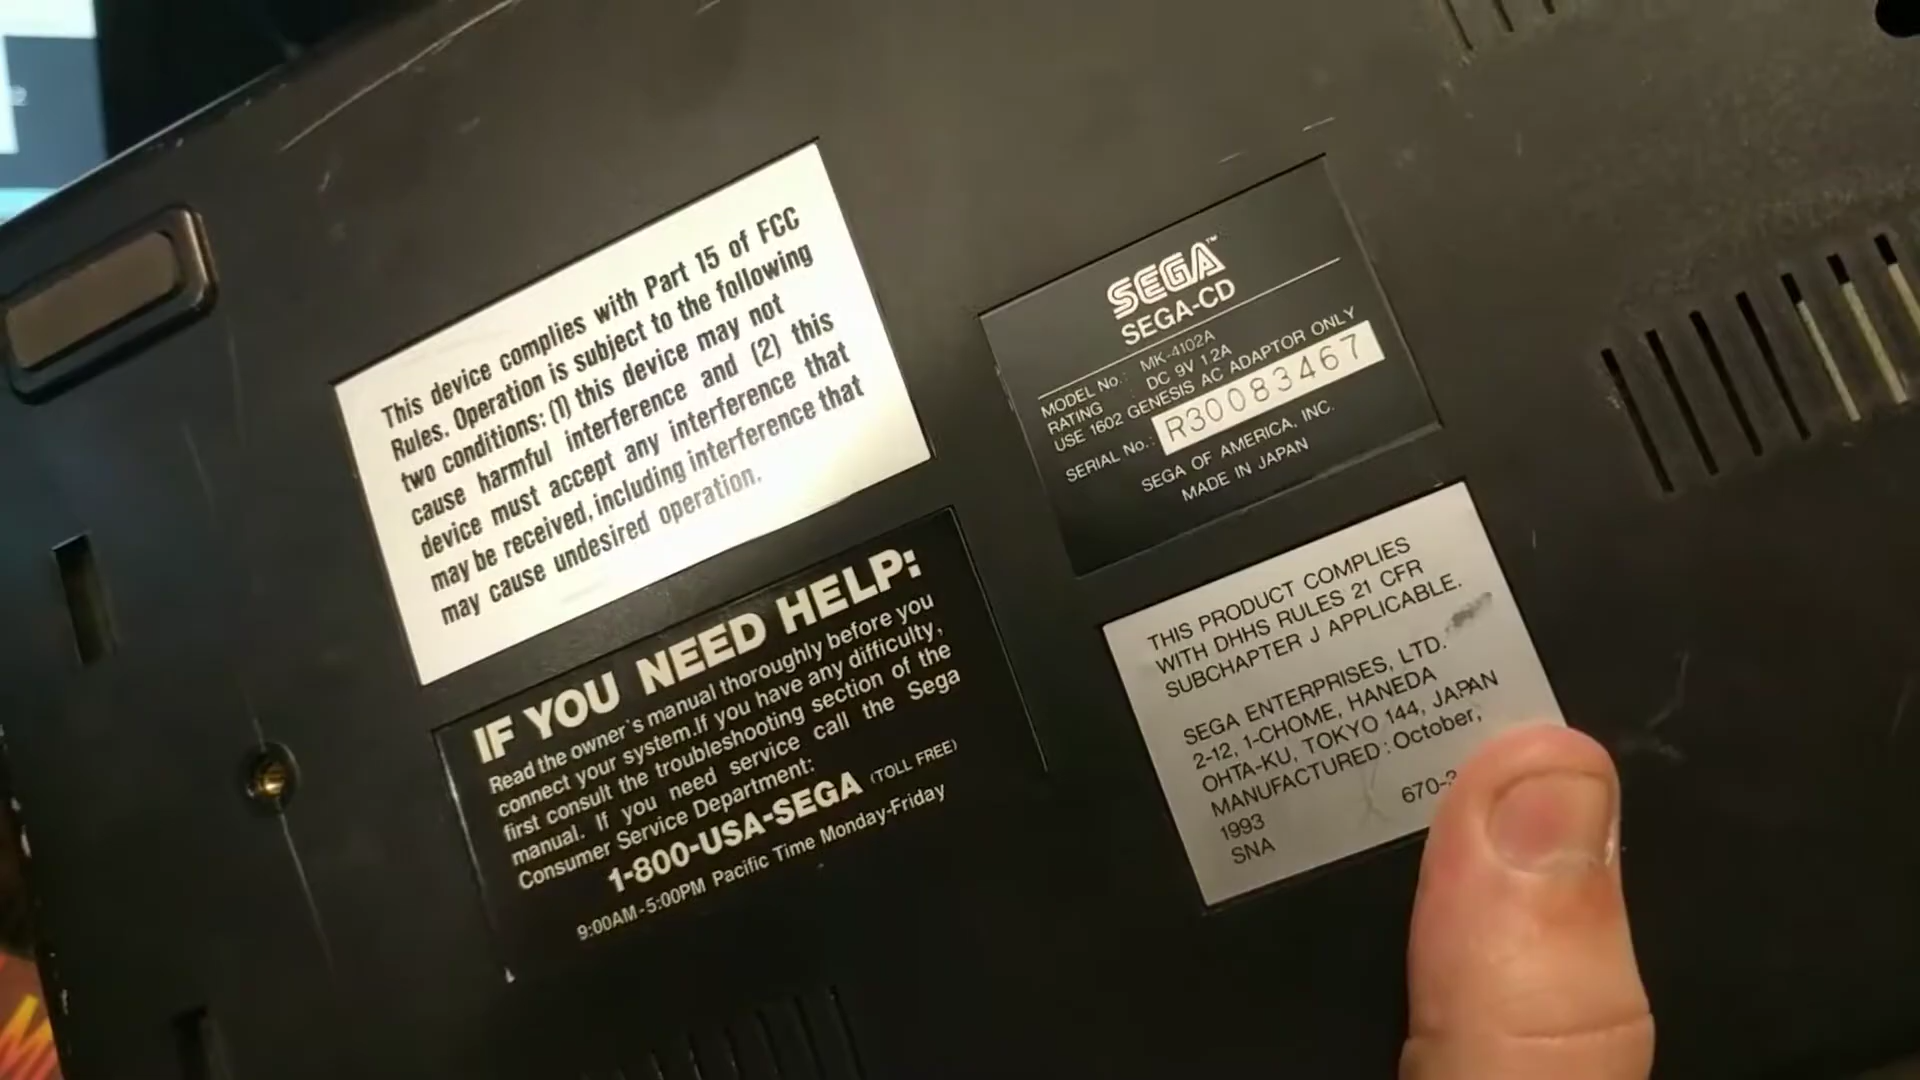 This device complies with Part 15 of FCC
Rules. Operation is subject to the following
two conditions: (1) this device may not
cause harmful interference and (2) this
device must accept any interference that
may be received, including interference that
may cause undesired operation.
IF YOU NEED HELP:
Read the owner's manual thoroughly before you
connect your system.If you have any difficulty,
first consult the troubleshooting section of the
manual. If you need service call the Sega
Consumer Service Department:
1-800-USA-SEGA (TOLL FREE)
9:00AM-5:00PM Pacific Time Monday-Friday
SEGA™
SEGA-CD
MODEL No.: MK-4102A
RATING : DC 9V 1.2A
USE 1602 GENESIS AC ADAPTOR ONLY
SERIAL No.: R30083467
SEGA OF AMERICA, INC.
MADE IN JAPAN
THIS PRODUCT COMPLIES
WITH DHHS RULES 21 CFR
SUBCHAPTER J APPLICABLE.
SEGA ENTERPRISES, LTD.
2-12, 1-CHOME, HANEDA
OHTA-KU, TOKYO 144, JAPAN
MANUFACTURED: October,
1993
SNA